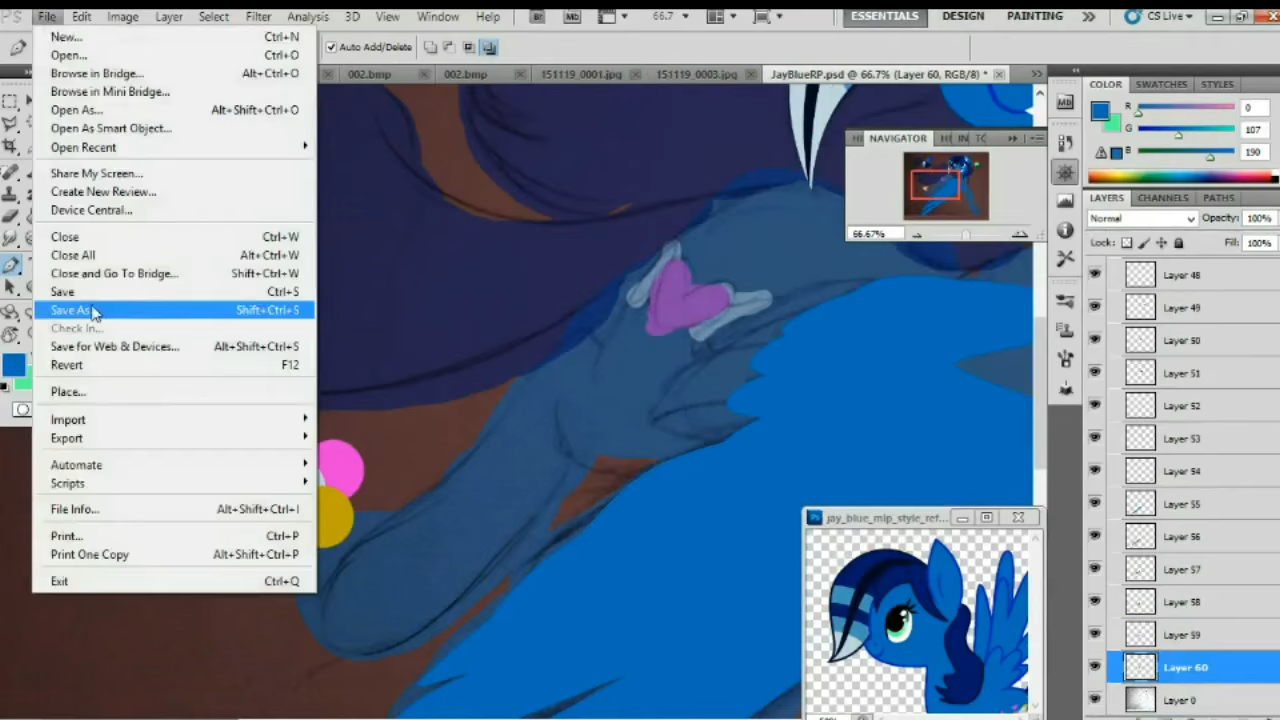 PS File Edit Image Layer Select Filter Analysis 3D View Window Help Br Mb 66.7 ESSENTIALS DESIGN PAINTING CS Live
Auto Add/Delete
002.bmp 002.bmp 151119_0001.jpg 151119_0003.jpg JayBlueRP.psd @ 66.7% (Layer 60, RGB/8) *
New... Ctrl+N
Open... Ctrl+O
Browse in Bridge... Alt+Ctrl+O
Browse in Mini Bridge...
Open As... Alt+Shift+Ctrl+O
Open As Smart Object...
Open Recent
Share My Screen...
Create New Review...
Device Central...
Close Ctrl+W
Close All Alt+Ctrl+W
Close and Go To Bridge... Shift+Ctrl+W
Save Ctrl+S
Save As... Shift+Ctrl+S
Check In...
Save for Web & Devices... Alt+Shift+Ctrl+S
Revert F12
Place...
Import
Export
Automate
Scripts
File Info... Alt+Shift+Ctrl+I
Print... Ctrl+P
Print One Copy Alt+Shift+Ctrl+P
Exit Ctrl+Q
NAVIGATOR
66.67%
jay_blue_mlp_style_ref...
Mb
COLOR SWATCHES STYLES
R 0
G 107
B 190
LAYERS CHANNELS PATHS
Normal Opacity: 100%
Lock: Fill: 100%
Layer 48
Layer 49
Layer 50
Layer 51
Layer 52
Layer 53
Layer 54
Layer 55
Layer 56
Layer 57
Layer 58
Layer 59
Layer 60
Layer 0